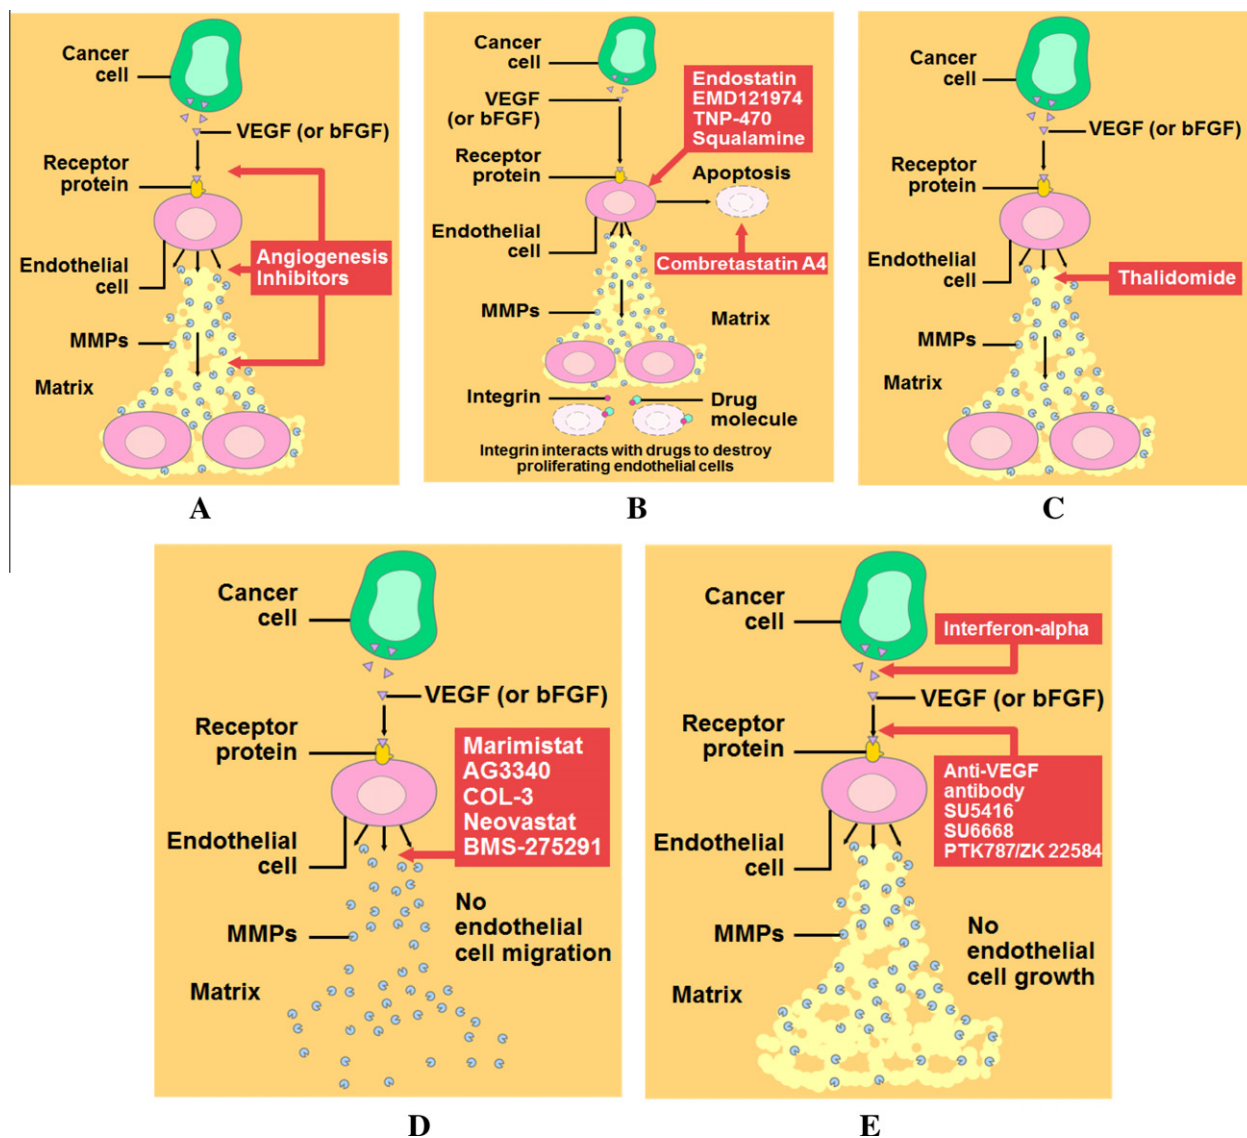 Cancer
cell
VEGF (or bFGF)
Receptor
protein
Endothelial
cell
Angiogenesis
Inhibitors
MMPs
Matrix
A
Cancer
cell
VEGF
(or bFGF)
Endostatin
EMD121974
TNP-470
Squalamine
Receptor
protein
Apoptosis
Endothelial
cell
Combretastatin A4
MMPs
Matrix
Integrin
Drug
molecule
Integrin interacts with drugs to destroy
proliferating endothelial cells
B
Cancer
cell
VEGF (or bFGF)
Receptor
protein
Endothelial
cell
Thalidomide
MMPs
Matrix
C
Cancer
cell
VEGF (or bFGF)
Receptor
protein
Marimistat
AG3340
COL-3
Neovastat
BMS-275291
Endothelial
cell
No
endothelial
cell migration
MMPs
Matrix
D
Cancer
cell
Interferon-alpha
VEGF (or bFGF)
Receptor
protein
Anti-VEGF
antibody
SU5416
SU6668
PTK787/ZK 22584
Endothelial
cell
MMPs
No
endothelial
cell growth
Matrix
E